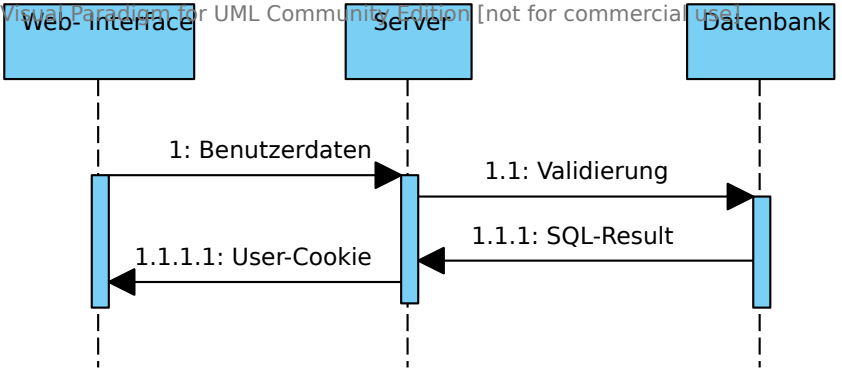 Visual Paradigm for UML Community Edition [not for commercial use]
Web- Interface
Server
Datenbank
1: Benutzerdaten
1.1: Validierung
1.1.1: SQL-Result
1.1.1.1: User-Cookie